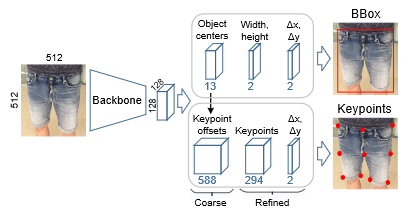 512
512
Backbone
128
128
Object
centers
13
Width,
height
2
Δx,
Δy
2
Keypoint
offsets
588
Keypoints
294
Δx,
Δy
2
Coarse
Refined
BBox
Keypoints